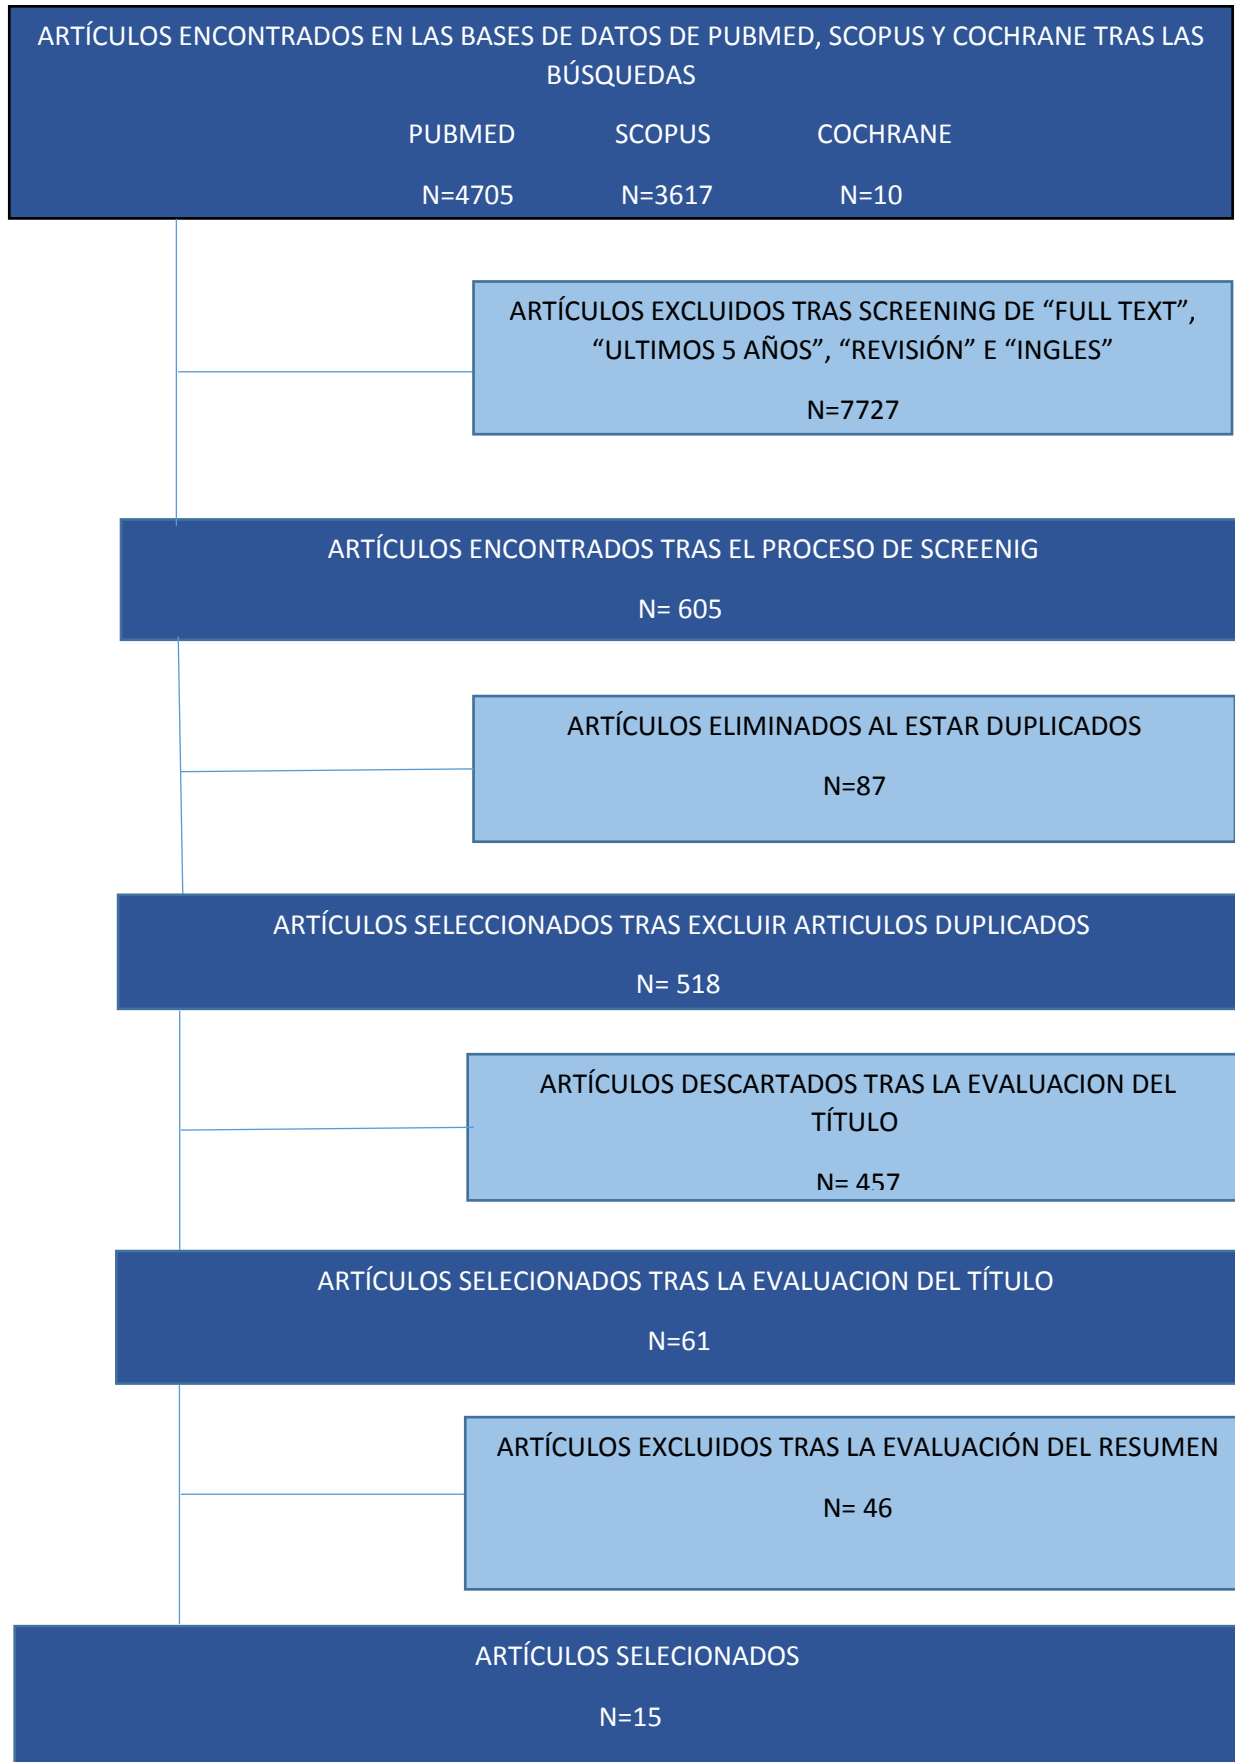 ARTÍCULOS ENCONTRADOS EN LAS BASES DE DATOS DE PUBMED, SCOPUS Y COCHRANE TRAS LAS
BÚSQUEDAS
PUBMED SCOPUS COCHRANE
N=4705 N=3617 N=10
ARTÍCULOS EXCLUIDOS TRAS SCREENING DE “FULL TEXT”,
“ULTIMOS 5 AÑOS”, “REVISIÓN” E “INGLES”
N=7727
ARTÍCULOS ENCONTRADOS TRAS EL PROCESO DE SCREENIG
N= 605
ARTÍCULOS ELIMINADOS AL ESTAR DUPLICADOS
N=87
ARTÍCULOS SELECCIONADOS TRAS EXCLUIR ARTICULOS DUPLICADOS
N= 518
ARTÍCULOS DESCARTADOS TRAS LA EVALUACION DEL
TÍTULO
N= 457
ARTÍCULOS SELECIONADOS TRAS LA EVALUACION DEL TÍTULO
N=61
ARTÍCULOS EXCLUIDOS TRAS LA EVALUACIÓN DEL RESUMEN
N= 46
ARTÍCULOS SELECIONADOS
N=15